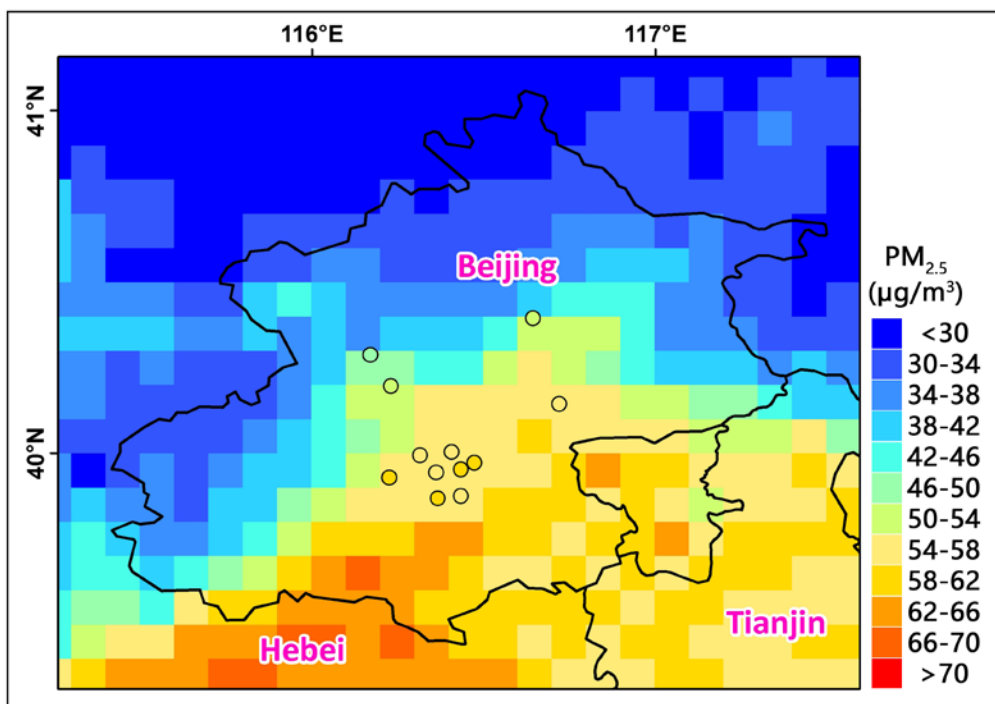 116°E
117°E
41°N
40°N
Beijing
Hebei
Tianjin
PM₂.₅
(μg/m³)
<30
30-34
34-38
38-42
42-46
46-50
50-54
54-58
58-62
62-66
66-70
>70